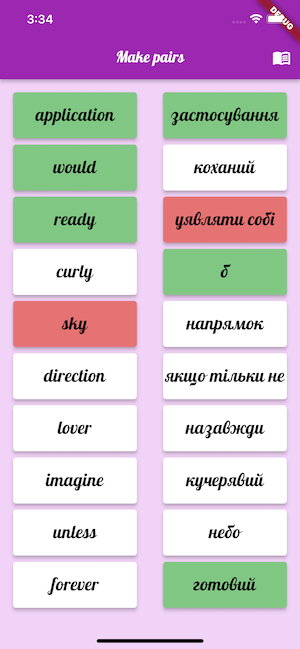 3:34
DEBUG
Make pairs
application
застосування
would
коханий
ready
уявляти собі
curly
б
sky
напрямок
direction
якщо тільки не
lover
назавжди
imagine
кучерявий
unless
небо
forever
готовий